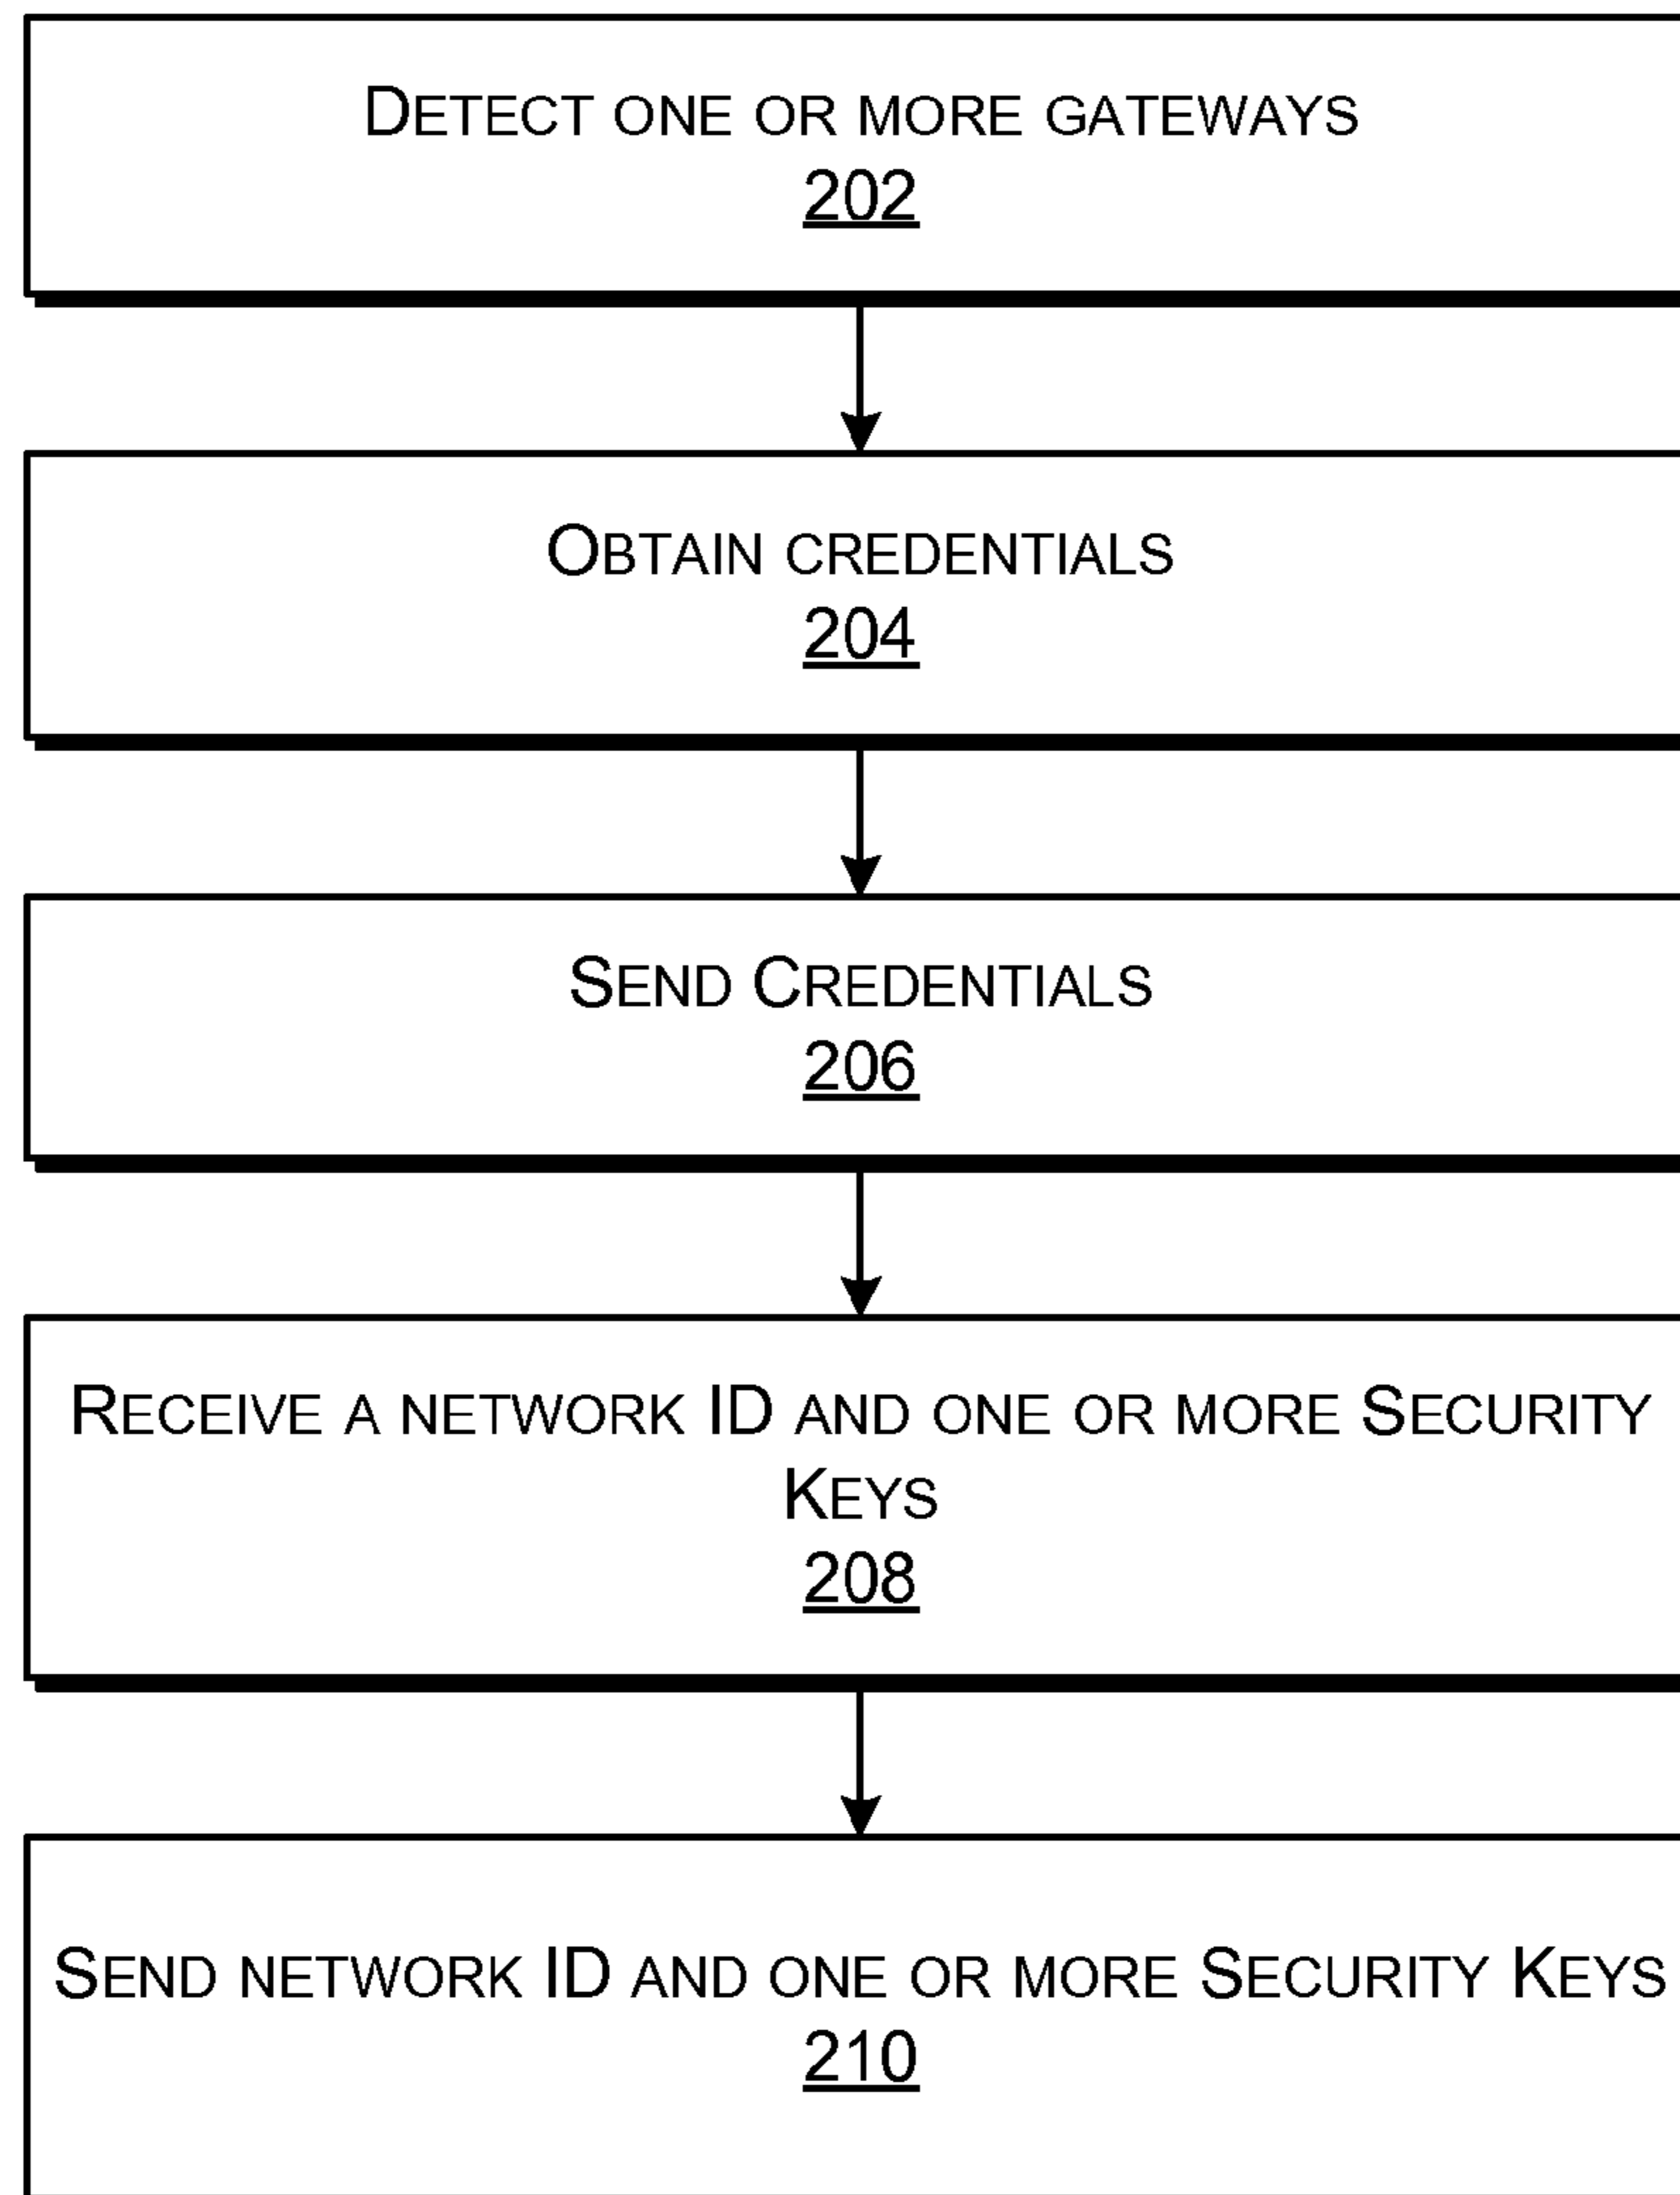 Detect one or more gateways
202
Obtain credentials
204
Send Credentials
206
Receive a network ID and one or more Security
Keys
208
Send network ID and one or more Security Keys
210